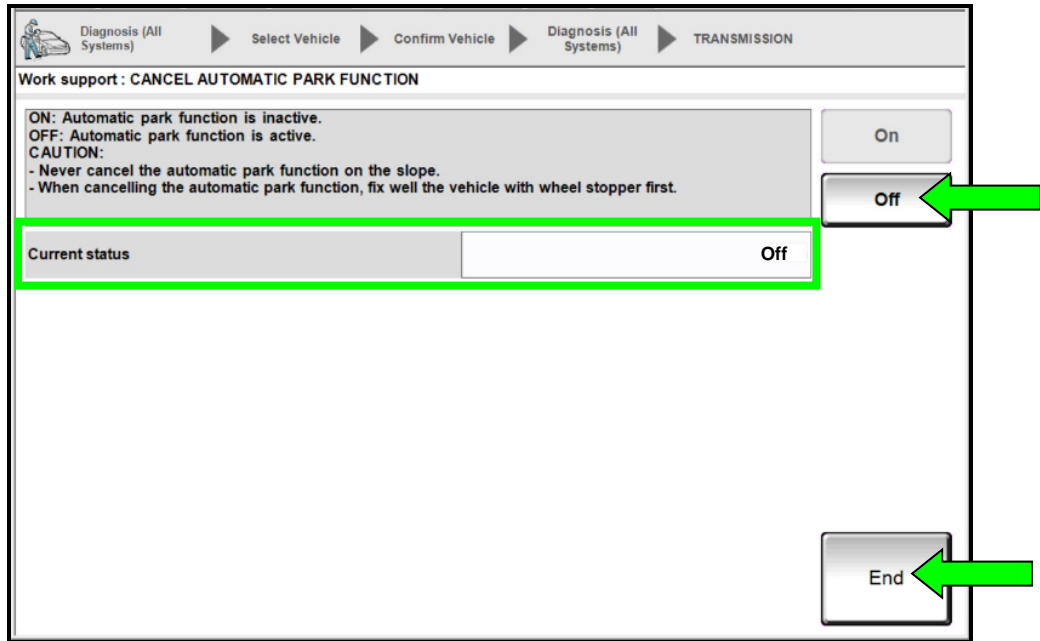 Diagnosis (All
Systems)
Select Vehicle
Confirm Vehicle
Diagnosis (All
Systems)
TRANSMISSION
Work support : CANCEL AUTOMATIC PARK FUNCTION
ON: Automatic park function is inactive.
OFF: Automatic park function is active.
CAUTION:
- Never cancel the automatic park function on the slope.
- When cancelling the automatic park function, fix well the vehicle with wheel stopper first.
On
Off
Current status
Off
End